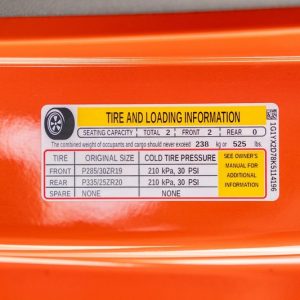 TIRE AND LOADING INFORMATION
SEATING CAPACITY TOTAL 2 FRONT 2 REAR 0
The combined weight of occupants and cargo should never exceed 238 kg or 525 lbs.
TIRE ORIGINAL SIZE COLD TIRE PRESSURE
FRONT P285/30ZR19 210 kPa, 30 PSI
REAR P335/25ZR20 210 kPa, 30 PSI
SPARE NONE NONE
SEE OWNER'S
MANUAL FOR
ADDITIONAL
INFORMATION
1G1YX2D78K5114196